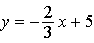 y = −2/3 x + 5